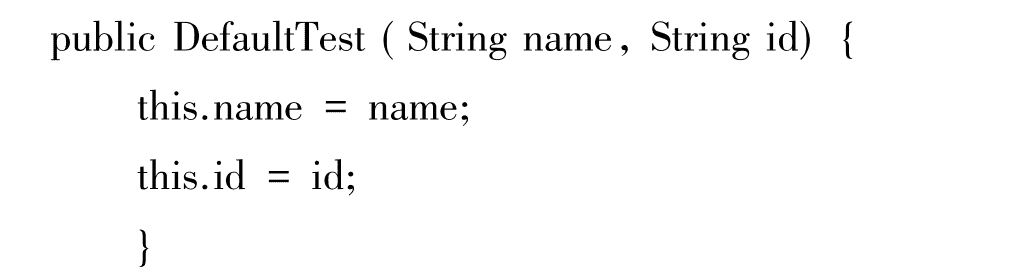 public DefaultTest ( String name, String id) {
this.name = name;
this.id = id;
}